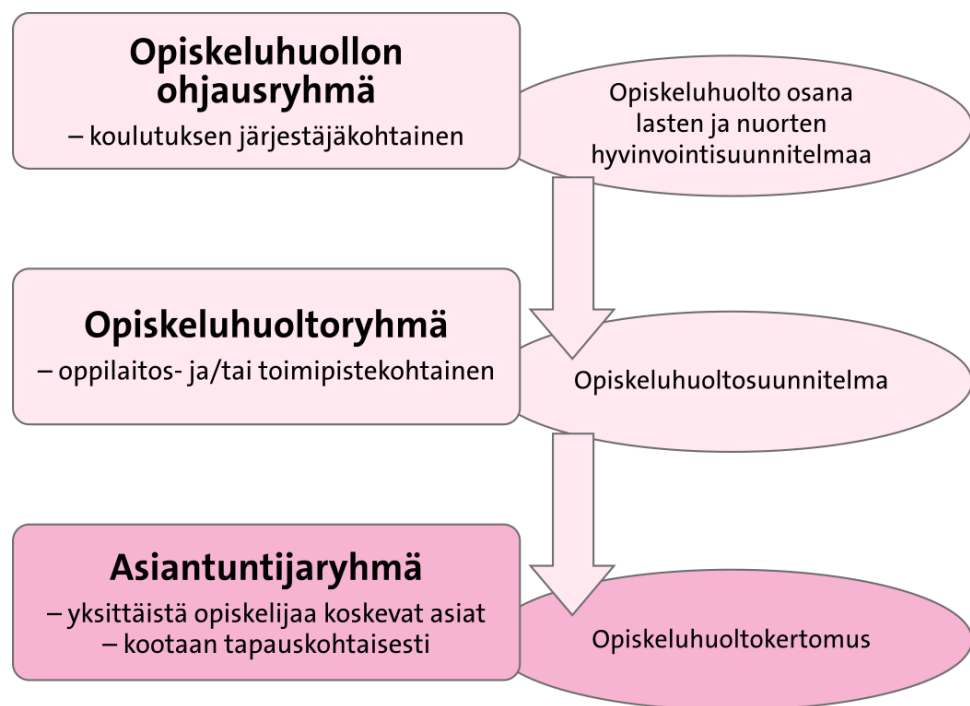 Opiskeluhuollon
ohjausryhmä
– koulutuksen järjestäjäkohtainen
Opiskeluhuolto osana
lasten ja nuorten
hyvinvointisuunnitelmaa
Opiskeluhuoltoryhmä
– oppilaitos- ja/tai toimipistekohtainen
Opiskeluhuoltosuunnitelma
Asiantuntijaryhmä
– yksittäistä opiskelijaa koskevat asiat
– kootaan tapauskohtaisesti
Opiskeluhuoltokertomus